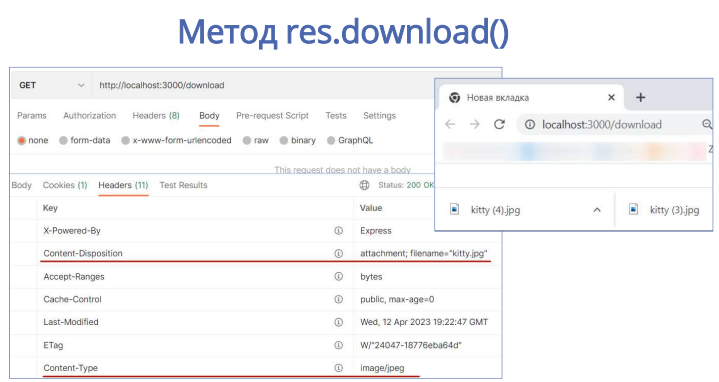 Метод res.download()
GET http://localhost:3000/download
Params Authorization Headers (8) Body Pre-request Script Tests Settings
none form-data x-www-form-urlencoded raw binary GraphQL
This request does not have a body
Body Cookies (1) Headers (11) Test Results Status: 200 OK
Key Value
X-Powered-By Express
Content-Disposition attachment; filename="kitty.jpg"
Accept-Ranges bytes
Cache-Control public, max-age=0
Last-Modified Wed, 12 Apr 2023 19:22:47 GMT
ETag W/"24047-18776eba64d"
Content-Type image/jpeg
Новая вкладка
localhost:3000/download
kitty (4).jpg kitty (3).jpg